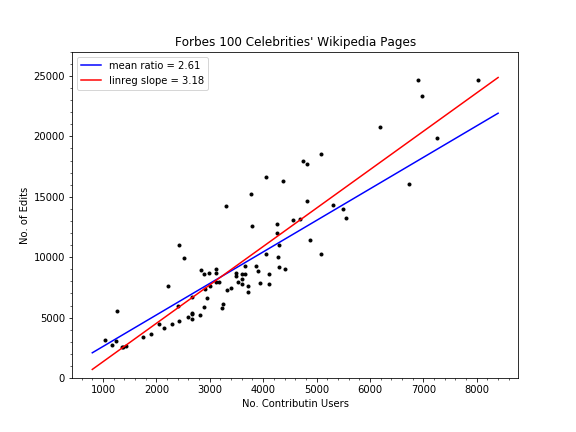 Forbes 100 Celebrities' Wikipedia Pages
mean ratio = 2.61
linreg slope = 3.18
No. of Edits
25000
20000
15000
10000
5000
0
1000 2000 3000 4000 5000 6000 7000 8000
No. Contributin Users